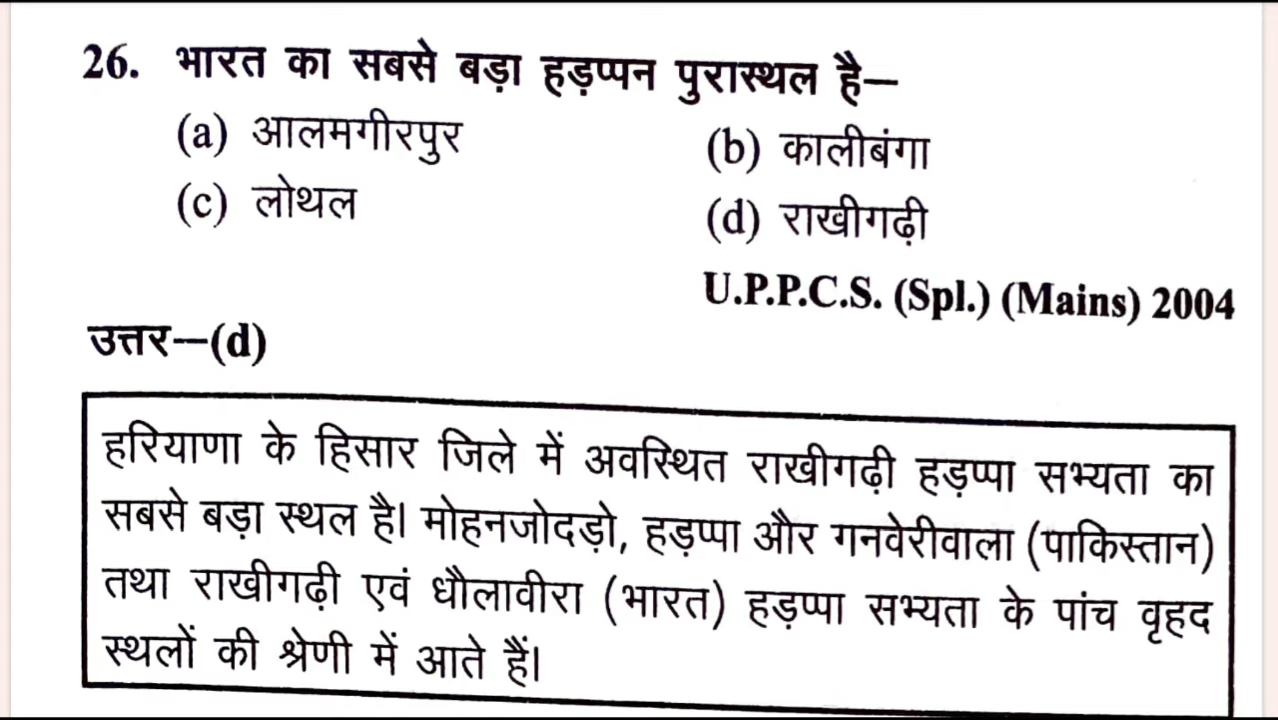 26. भारत का सबसे बड़ा हड़प्पन पुरास्थल है—
(a) आलमगीरपुर (b) कालीबंगा
(c) लोथल (d) राखीगढ़ी
U.P.P.C.S. (Spl.) (Mains) 2004
उत्तर—(d)
हरियाणा के हिसार जिले में अवस्थित राखीगढ़ी हड़प्पा सभ्यता का
सबसे बड़ा स्थल है। मोहनजोदड़ो, हड़प्पा और गनवेरीवाला (पाकिस्तान)
तथा राखीगढ़ी एवं धौलावीरा (भारत) हड़प्पा सभ्यता के पांच वृहद
स्थलों की श्रेणी में आते हैं।